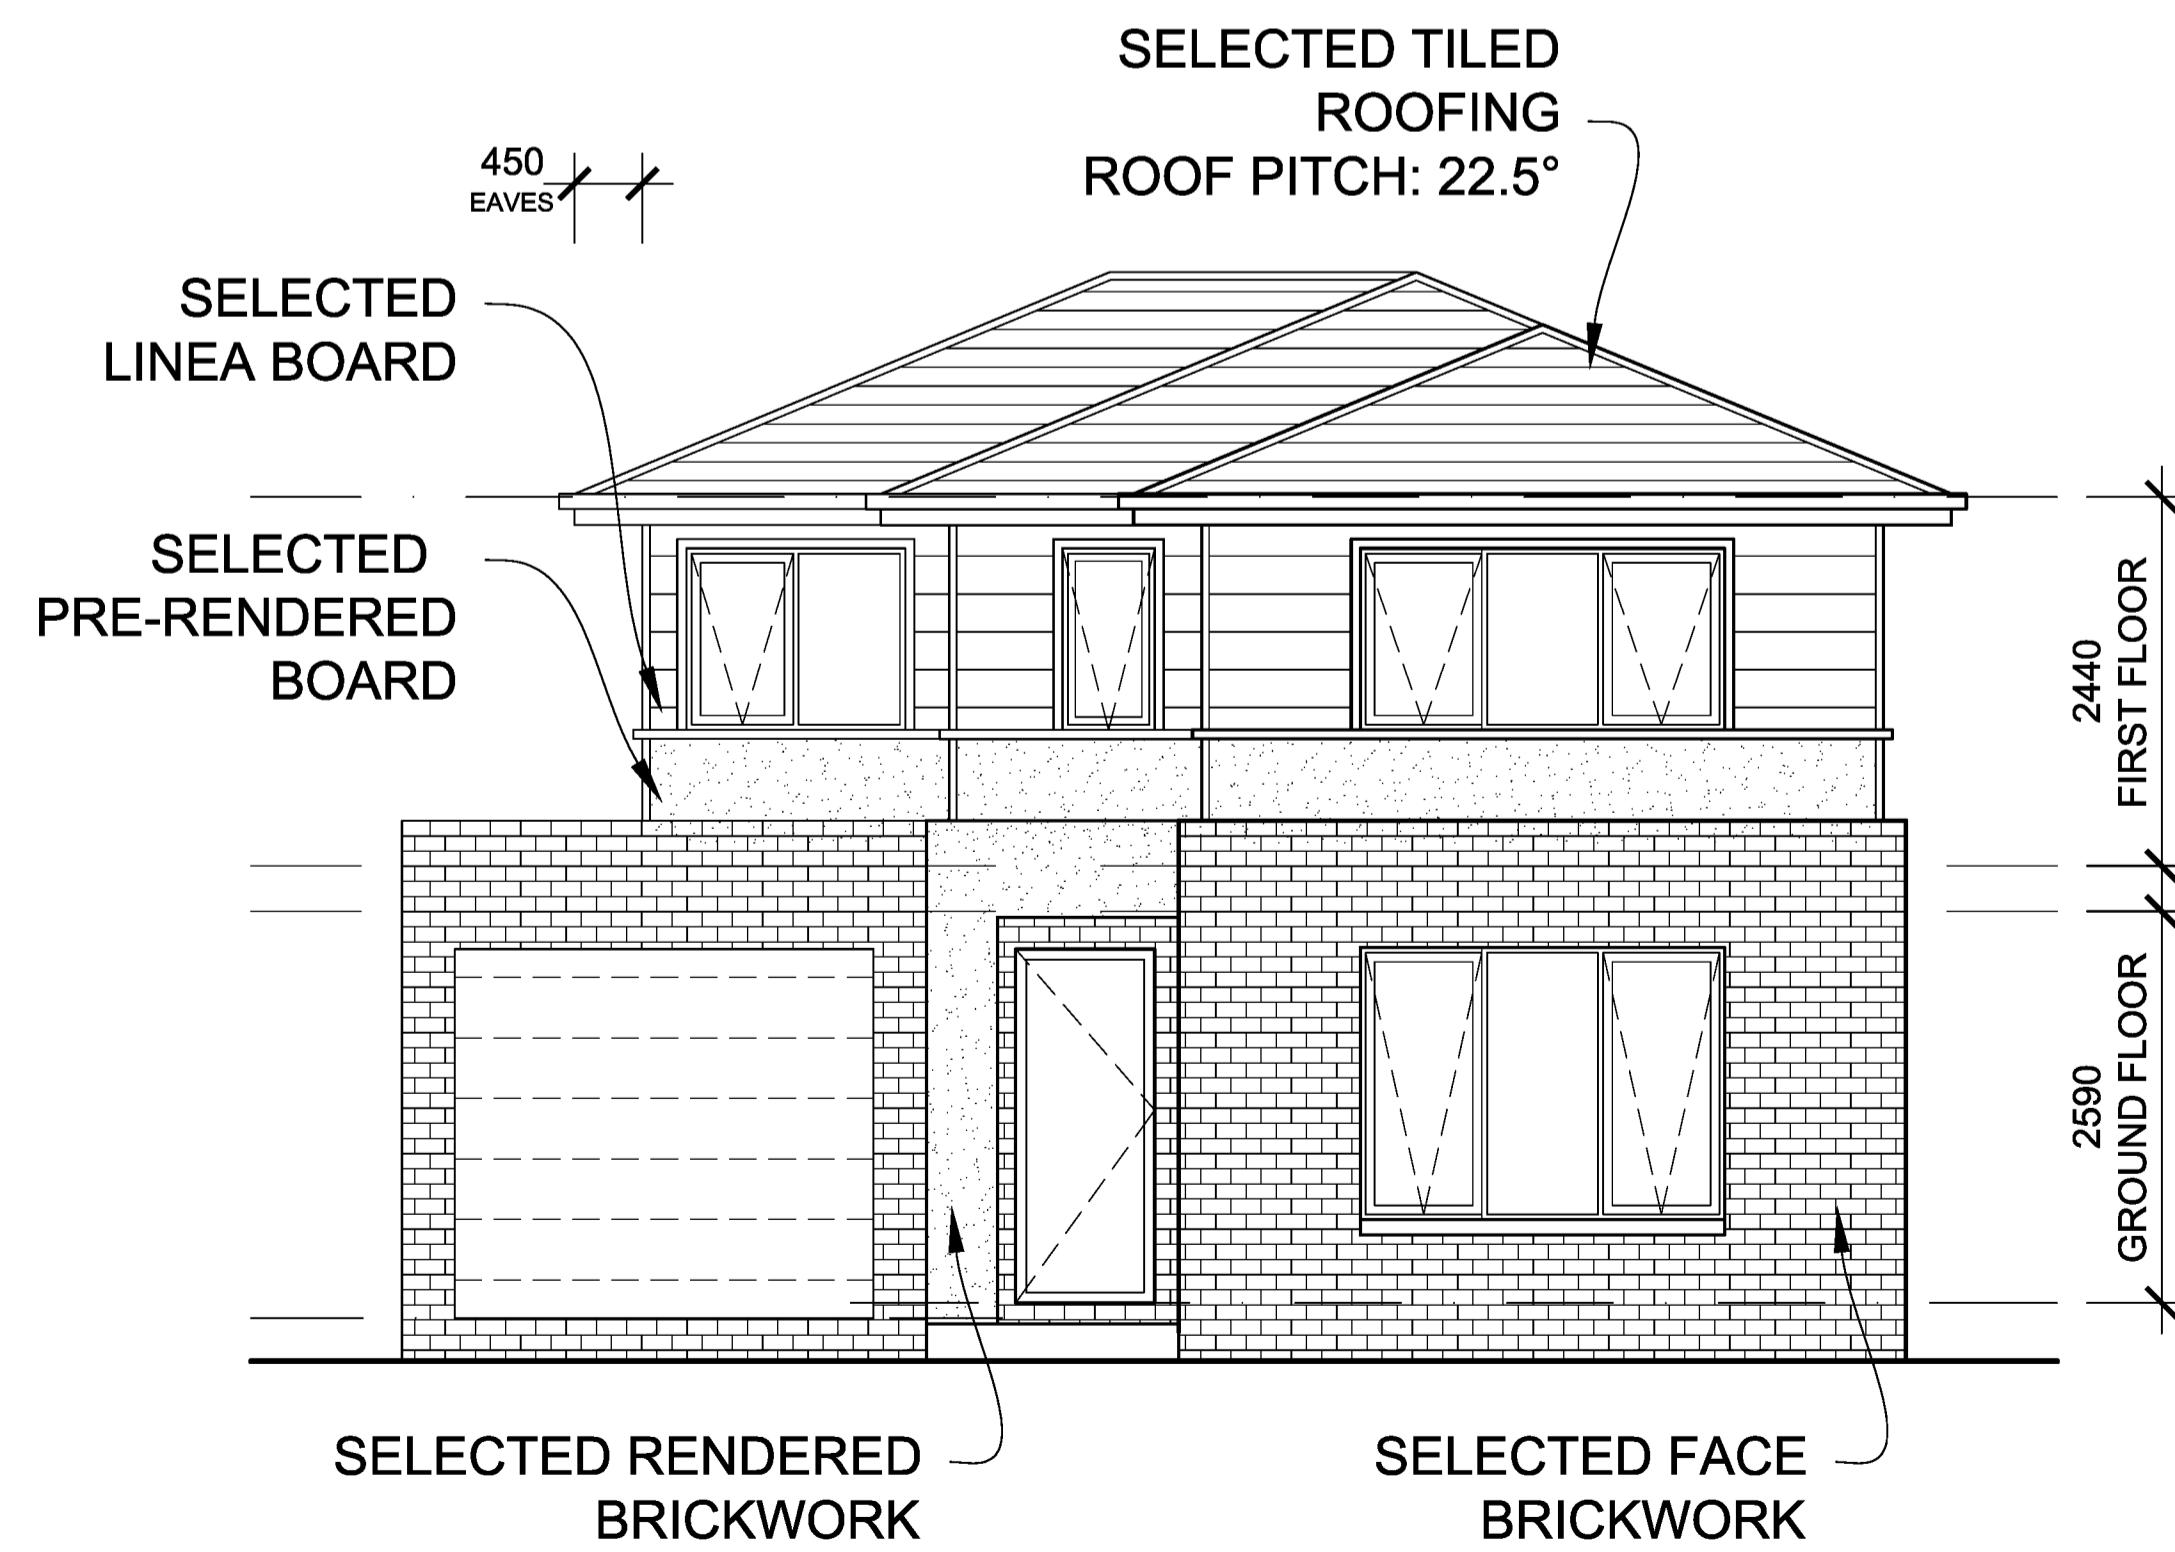 SELECTED TILED
ROOFING
ROOF PITCH: 22.5°
450
EAVES
SELECTED
LINEA BOARD
SELECTED
PRE-RENDERED
BOARD
2440
FIRST FLOOR
2590
GROUND FLOOR
SELECTED RENDERED
BRICKWORK
SELECTED FACE
BRICKWORK